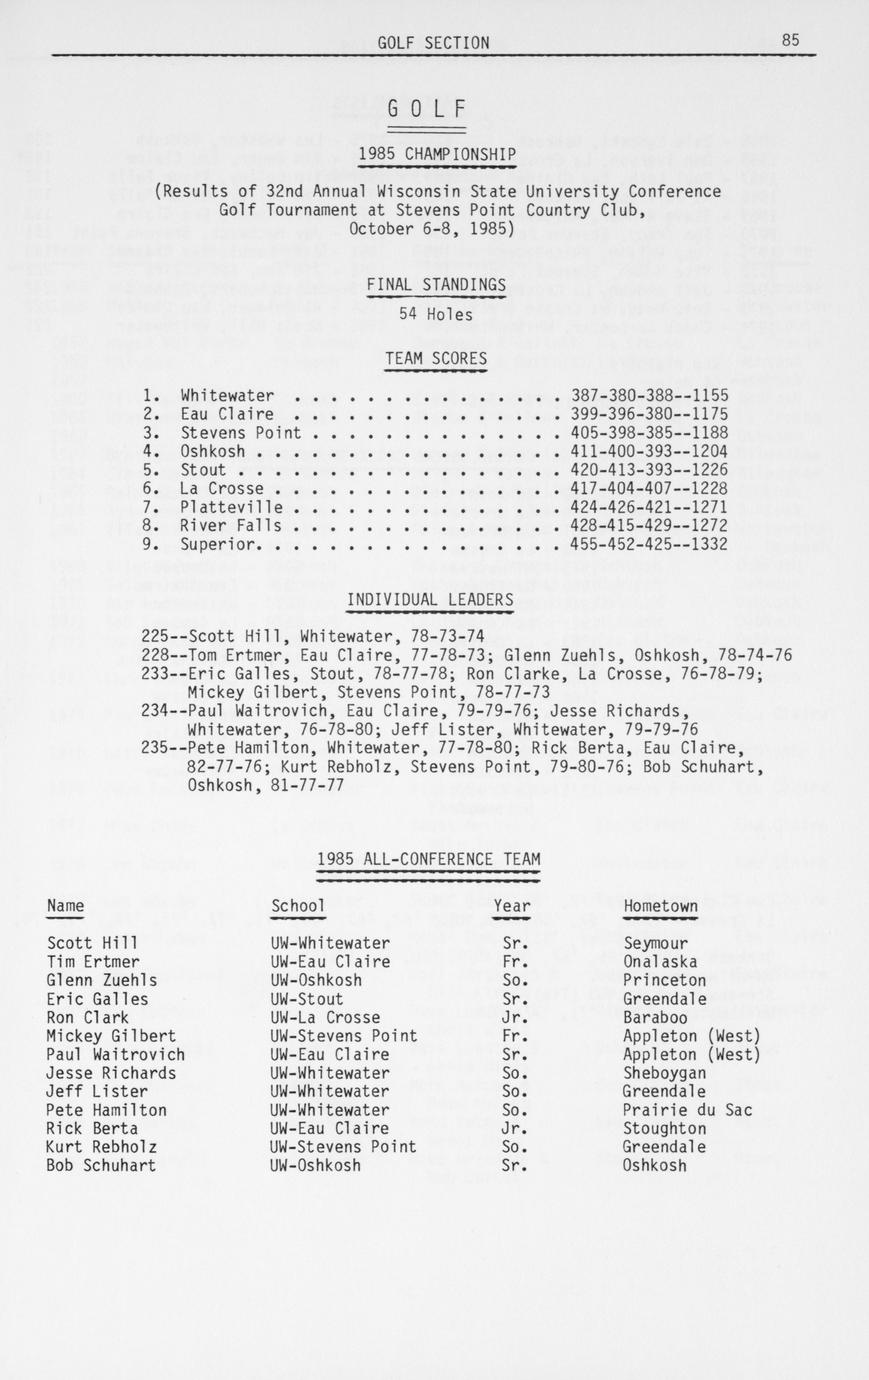 GOLF SECTION 85
G O L F
1985 CHAMPIONSHIP
(Results of 32nd Annual Wisconsin State University Conference
Golf Tournament at Stevens Point Country Club,
October 6-8, 1985)
FINAL STANDINGS
54 Holes
TEAM SCORES
1. Whitewater . . . . . . . . . . . . . . . 387-380-388--1155
2. Eau Claire . . . . . . . . . . . . . . . 399-396-380--1175
3. Stevens Point . . . . . . . . . . . . . . 405-398-385--1188
4. Oshkosh . . . . . . . . . . . . . . . . . 411-400-393--1204
5. Stout . . . . . . . . . . . . . . . . . . 420-413-393--1226
6. La Crosse . . . . . . . . . . . . . . . . 417-404-407--1228
7. Platteville . . . . . . . . . . . . . . . 424-426-421--1271
8. River Falls . . . . . . . . . . . . . . . 428-415-429--1272
9. Superior. . . . . . . . . . . . . . . . . 455-452-425--1332
INDIVIDUAL LEADERS
225--Scott Hill, Whitewater, 78-73-74
228--Tom Ertmer, Eau Claire, 77-78-73; Glenn Zuehls, Oshkosh, 78-74-76
233--Eric Galles, Stout, 78-77-78; Ron Clarke, La Crosse, 76-78-79;
Mickey Gilbert, Stevens Point, 78-77-73
234--Paul Waitrovich, Eau Claire, 79-79-76; Jesse Richards,
Whitewater, 76-78-80; Jeff Lister, Whitewater, 79-79-76
235--Pete Hamilton, Whitewater, 77-78-80; Rick Berta, Eau Claire,
82-77-76; Kurt Rebholz, Stevens Point, 79-80-76; Bob Schuhart,
Oshkosh, 81-77-77
1985 ALL-CONFERENCE TEAM
Name School Year Hometown
Scott Hill UW-Whitewater Sr. Seymour
Tim Ertmer UW-Eau Claire Fr. Onalaska
Glenn Zuehls UW-Oshkosh So. Princeton
Eric Galles UW-Stout Sr. Greendale
Ron Clark UW-La Crosse Jr. Baraboo
Mickey Gilbert UW-Stevens Point Fr. Appleton (West)
Paul Waitrovich UW-Eau Claire Sr. Appleton (West)
Jesse Richards UW-Whitewater So. Sheboygan
Jeff Lister UW-Whitewater So. Greendale
Pete Hamilton UW-Whitewater So. Prairie du Sac
Rick Berta UW-Eau Claire Jr. Stoughton
Kurt Rebholz UW-Stevens Point So. Greendale
Bob Schuhart UW-Oshkosh Sr. Oshkosh